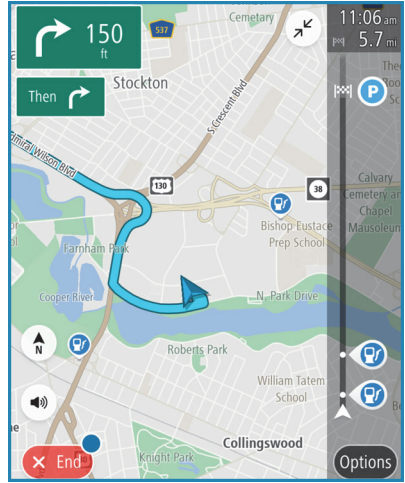 150
ft
Then
537
Cemetery
11:06 am
5.7 mi
P
Stockton
S Crescent Blvd
Admiral Wilson Blvd
130
38
Calvary
Cemetery
Chapel
Mausoleum
Bishop Eustace
Prep School
Farnham Park
Cooper River
N. Park Drive
N
Roberts Park
William Tatem
School
Collingswood
Knight Park
× End
Options